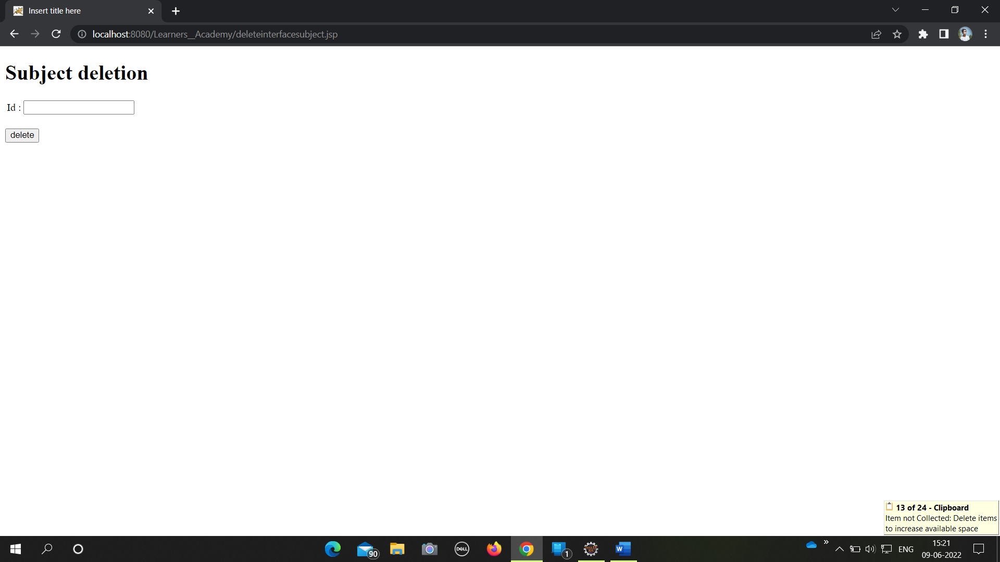 Insert title here
localhost:8080/Learners__Academy/deleteinterfacesubject.jsp
Subject deletion
Id :
delete
13 of 24 - Clipboard
Item not Collected: Delete items
to increase available space
DELL
90
1
W
ENG
15:21
09-06-2022